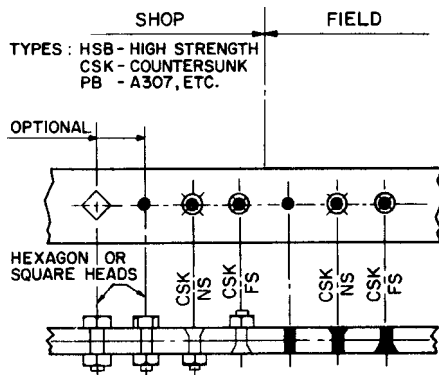 SHOP
FIELD
TYPES : HSB - HIGH STRENGTH
CSK - COUNTERSUNK
PB - A307, ETC.
OPTIONAL
HEXAGON OR
SQUARE HEADS
CSK
NS
CSK
FS
CSK
NS
CSK
FS